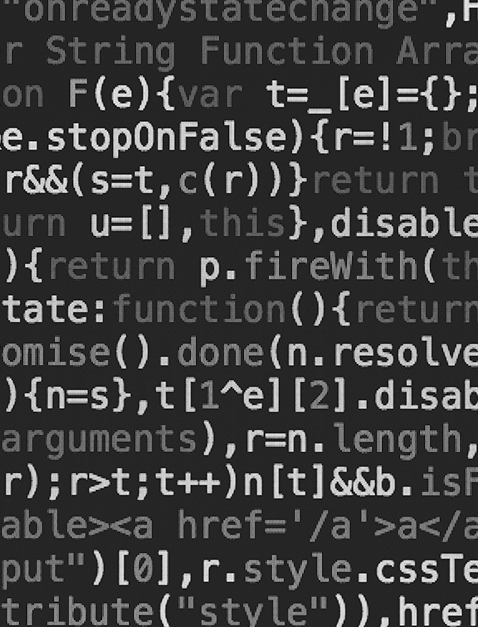 "onreadystatechange",H
r String Function Arra
on F(e){var t=_[e]={};
e.stopOnFalse){r=!1;br
r&&(s=t,c(r))}return t
urn u=[],this},disable
){return p.fireWith(th
tate:function(){return
omise().done(n.resolve
){n=s},t[1^e][2].disab
arguments),r=n.length,
r);r>t;t++)n[t]&&b.isF
able><a href='/a'>a</a
put")[0],r.style.cssTe
tribute("style")),href